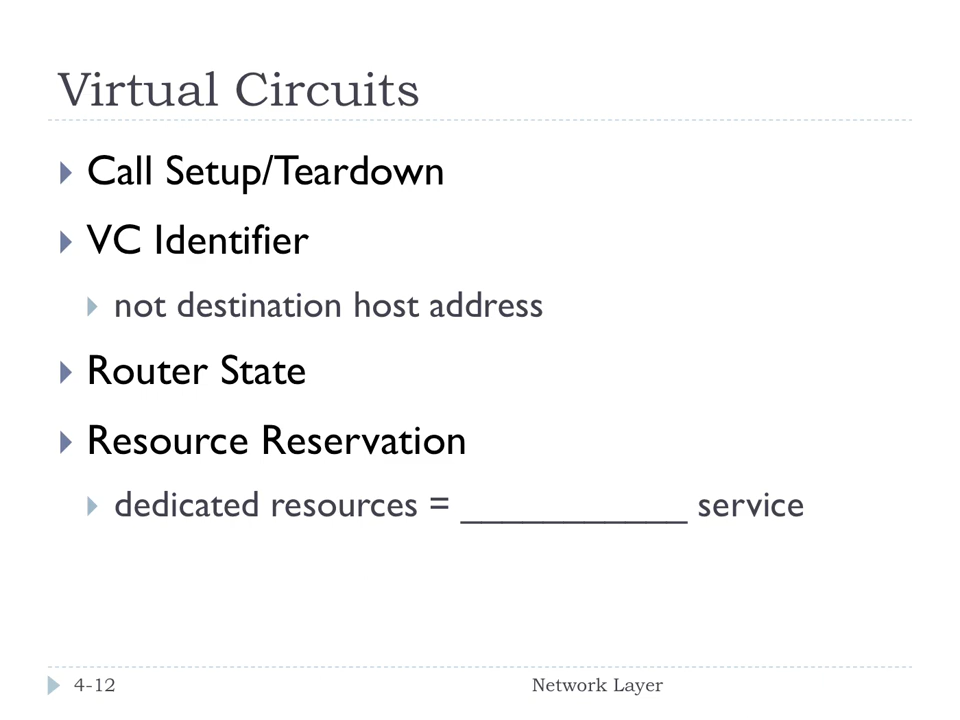 Virtual Circuits
Call Setup/Teardown
VC Identifier
not destination host address
Router State
Resource Reservation
dedicated resources = ___________ service
4-12
Network Layer